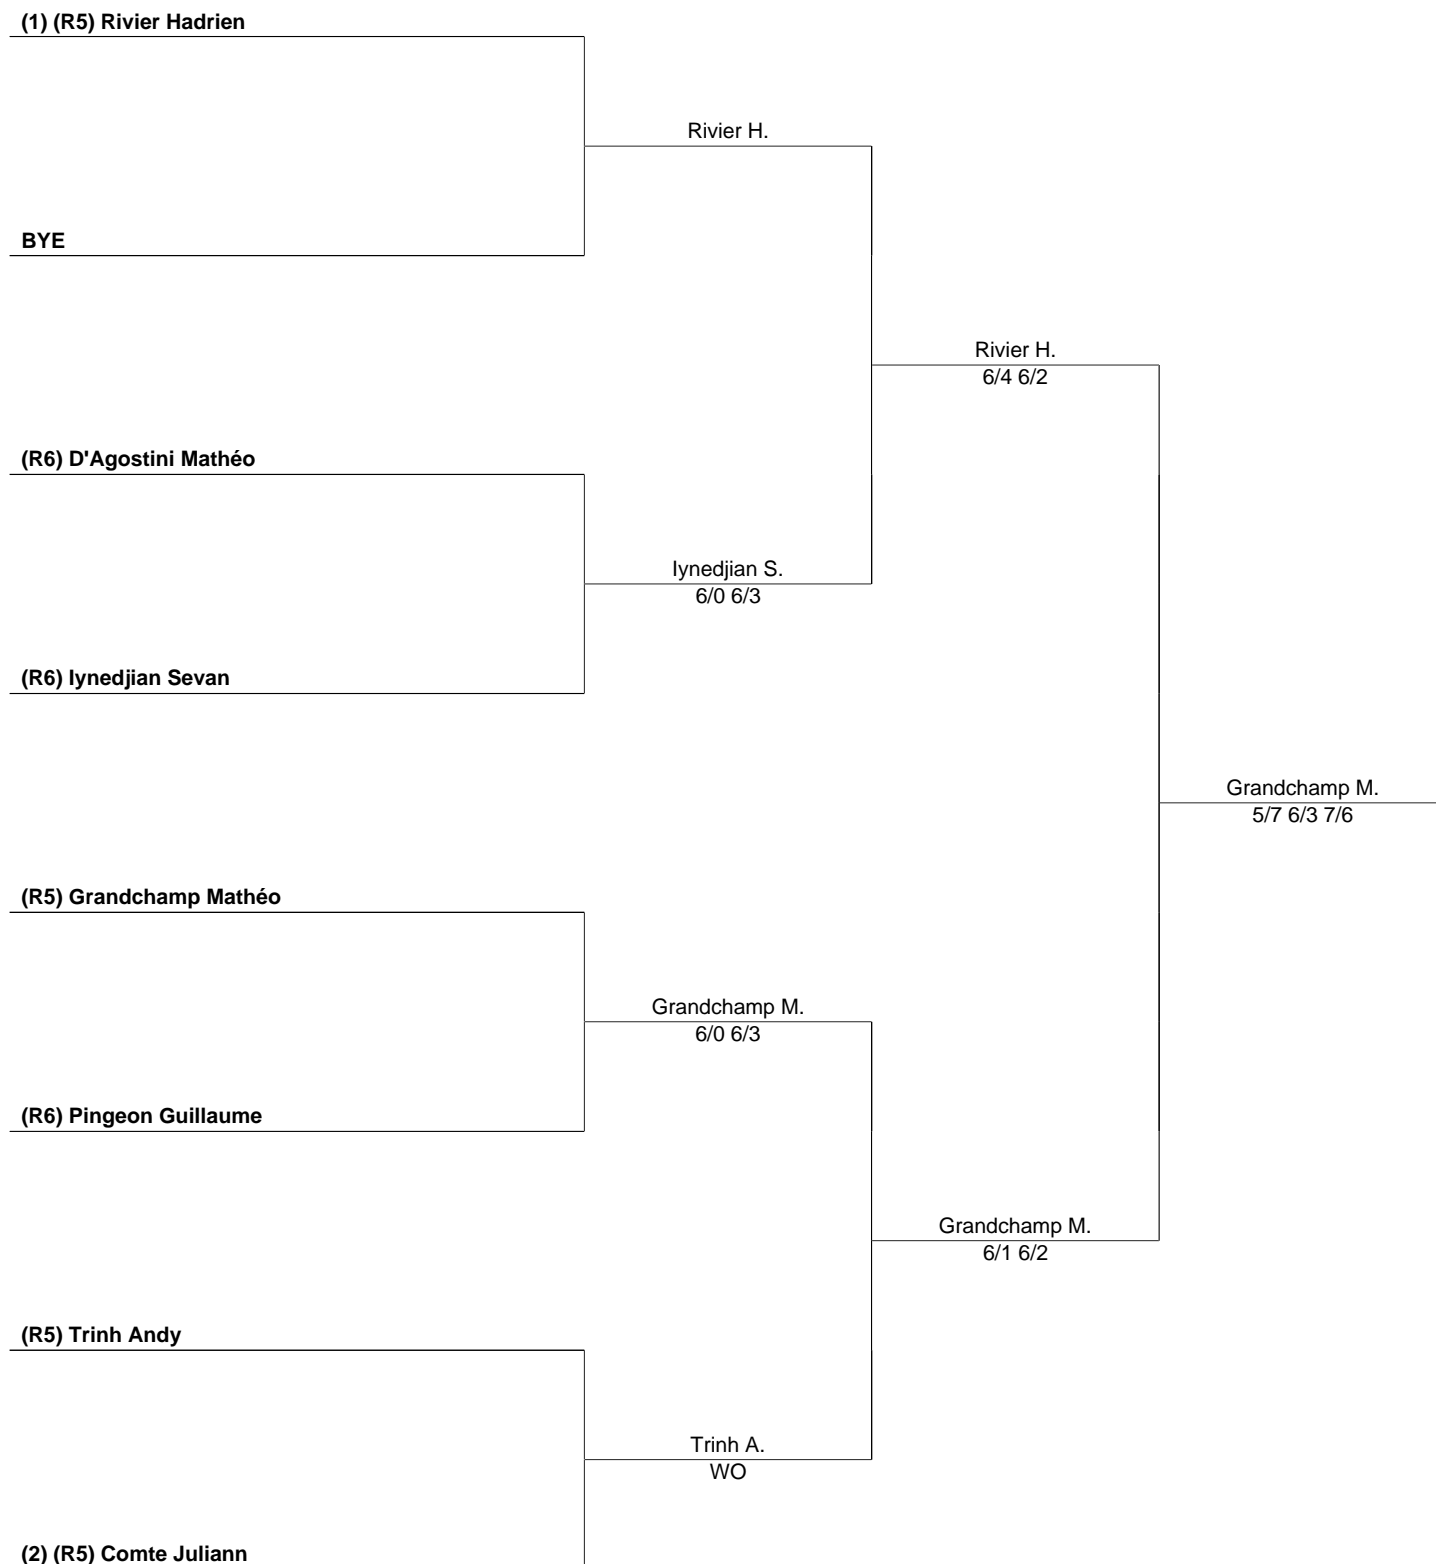 (1) (R5) Rivier Hadrien
Rivier H.
BYE
Rivier H.
6/4 6/2
(R6) D'Agostini Mathéo
Iynedjian S.
6/0 6/3
(R6) Iynedjian Sevan
Grandchamp M.
5/7 6/3 7/6
(R5) Grandchamp Mathéo
Grandchamp M.
6/0 6/3
(R6) Pingeon Guillaume
Grandchamp M.
6/1 6/2
(R5) Trinh Andy
Trinh A.
WO
(2) (R5) Comte Juliann